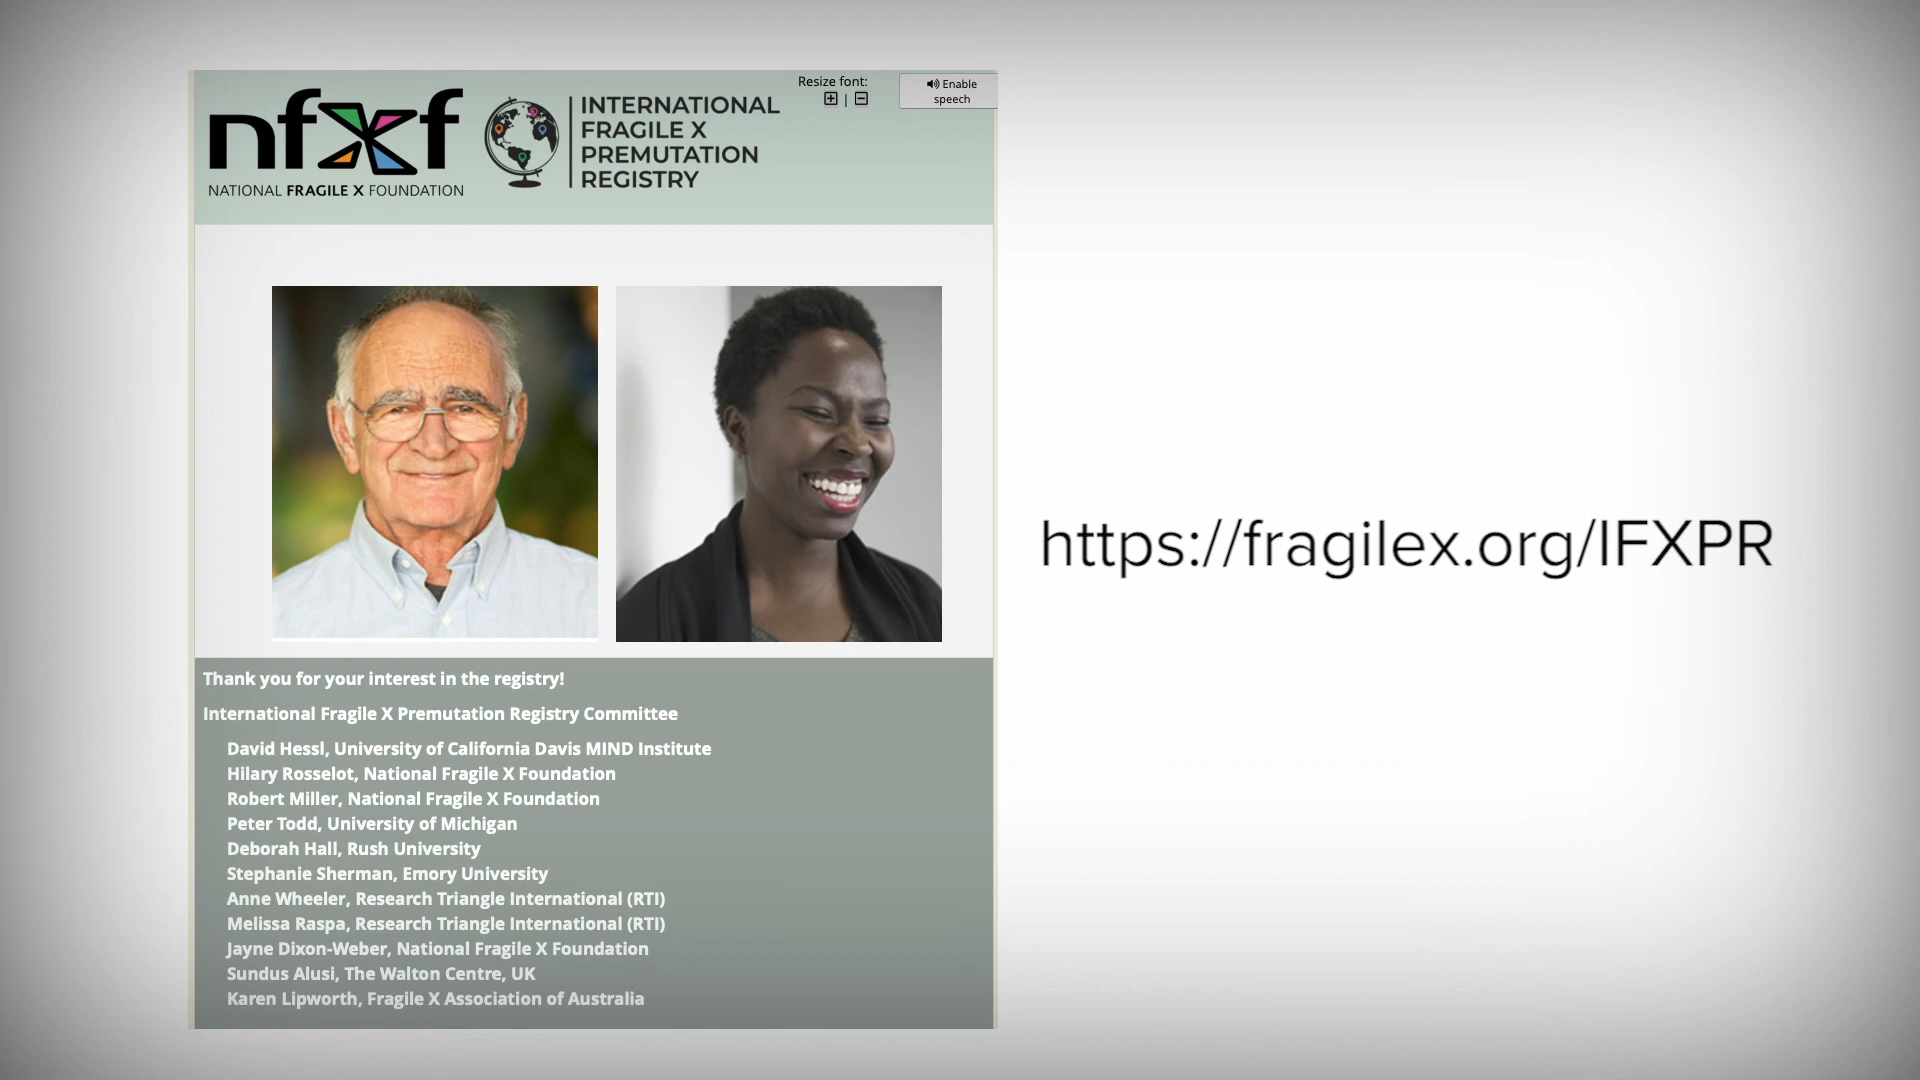 nfxf
NATIONAL FRAGILE X FOUNDATION
INTERNATIONAL
FRAGILE X
PREMUTATION
REGISTRY
Resize font:
|
Enable
speech
Thank you for your interest in the registry!
International Fragile X Premutation Registry Committee
David Hessl, University of California Davis MIND Institute
Hilary Rosselot, National Fragile X Foundation
Robert Miller, National Fragile X Foundation
Peter Todd, University of Michigan
Deborah Hall, Rush University
Stephanie Sherman, Emory University
Anne Wheeler, Research Triangle International (RTI)
Melissa Raspa, Research Triangle International (RTI)
Jayne Dixon-Weber, National Fragile X Foundation
Sundus Alusi, The Walton Centre, UK
Karen Lipworth, Fragile X Association of Australia
https://fragilex.org/IFXPR